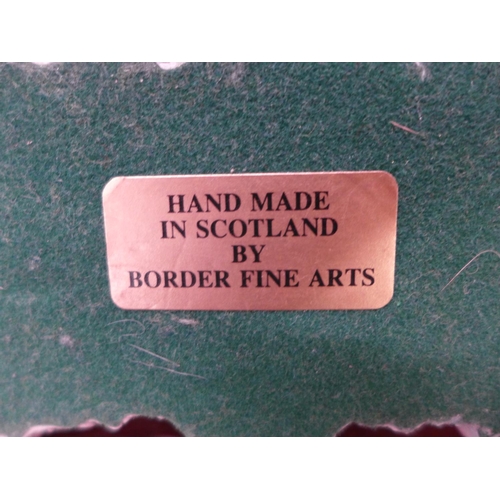 HAND MADE
IN SCOTLAND
BY
BORDER FINE ARTS